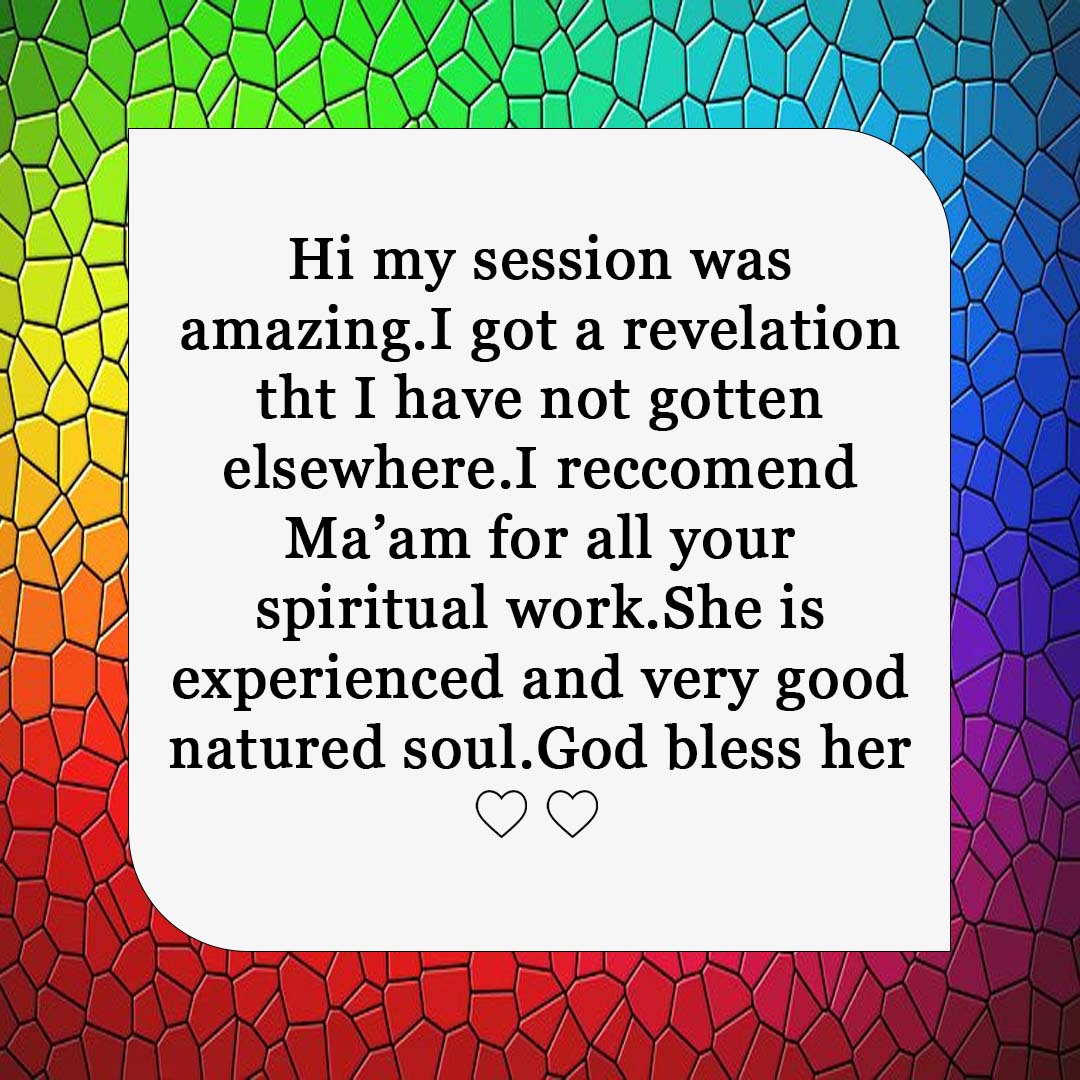 Hi my session was
amazing.I got a revelation
tht I have not gotten
elsewhere.I reccomend
Ma’am for all your
spiritual work.She is
experienced and very good
natured soul.God bless her
♡ ♡